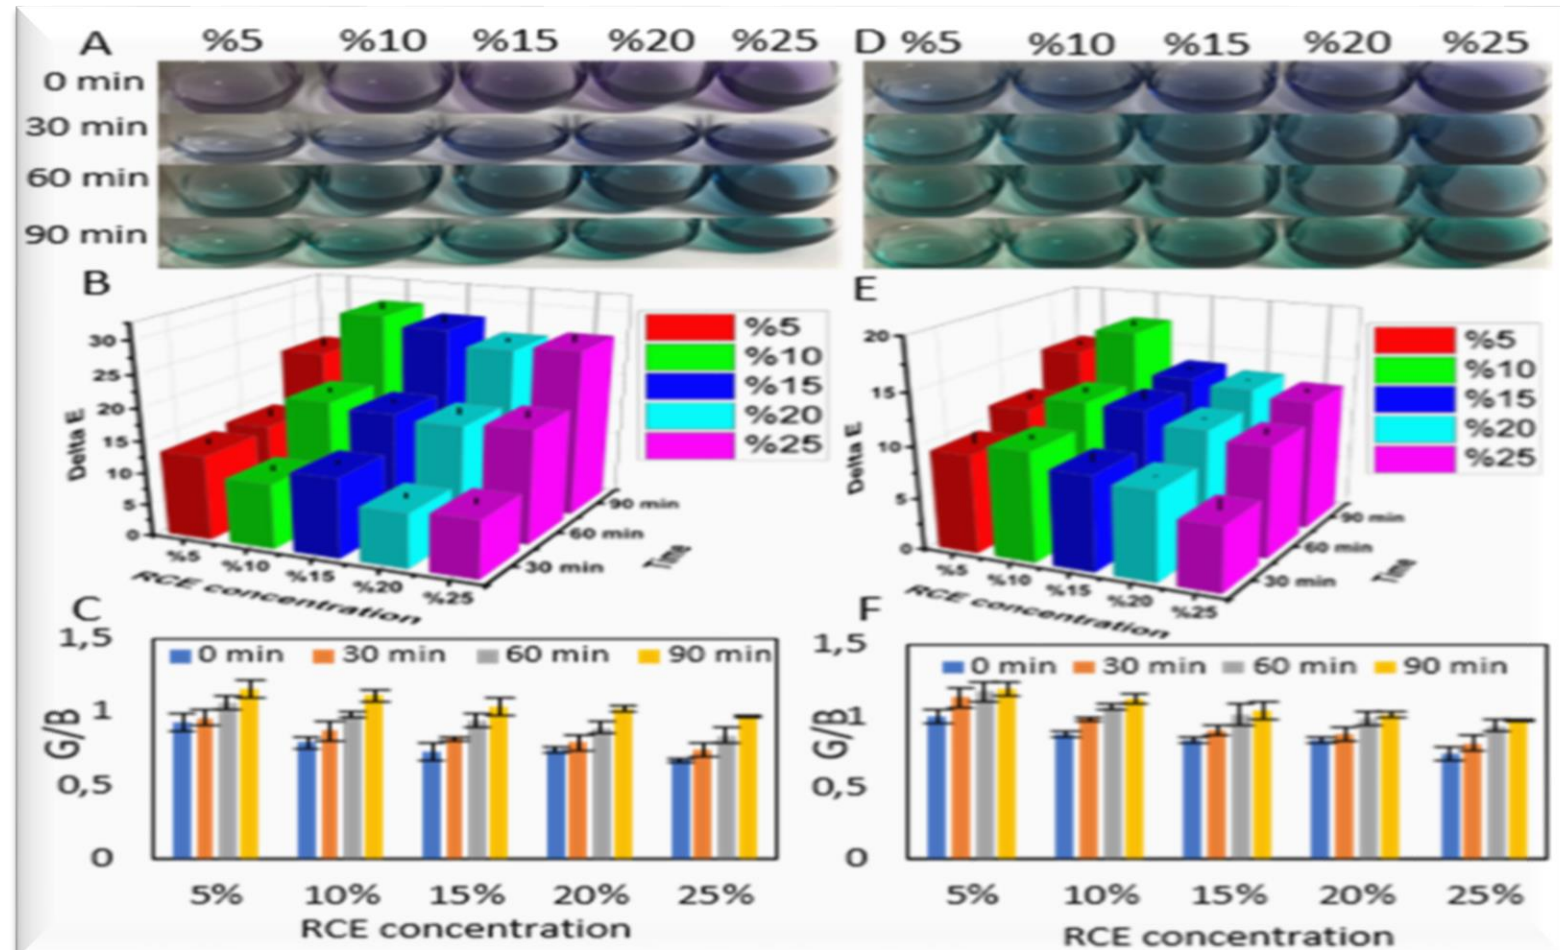 A %5 %10 %15 %20 %25
0 min
30 min
60 min
90 min
D %5 %10 %15 %20 %25
B
Delta E
30
25
20
15
10
5
0
%5 %10 %15 %20 %25
RCE concentration
30 min
60 min
90 min
Time
%5
%10
%15
%20
%25
E
Delta E
20
15
10
5
0
%5 %10 %15 %20 %25
RCE concentration
30 min
60 min
90 min
Time
%5
%10
%15
%20
%25
C
G/B
1,5
1
0,5
0
0 min 30 min 60 min 90 min
5% 10% 15% 20% 25%
RCE concentration
F
G/B
1,5
1
0,5
0
0 min 30 min 60 min 90 min
5% 10% 15% 20% 25%
RCE concentration